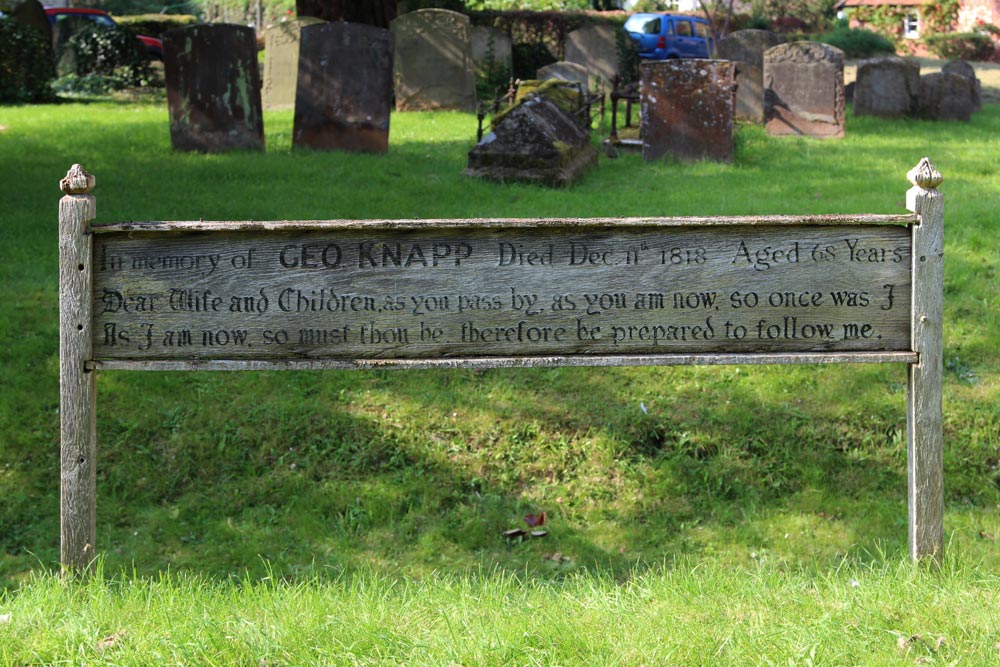 In memory of GEO KNAPP Died Dec. 11th 1818 Aged 68 Years
Dear Wife and Children, as you pass by, as you am now, so once was I
As I am now, so must thou be, therefore be prepared to follow me.